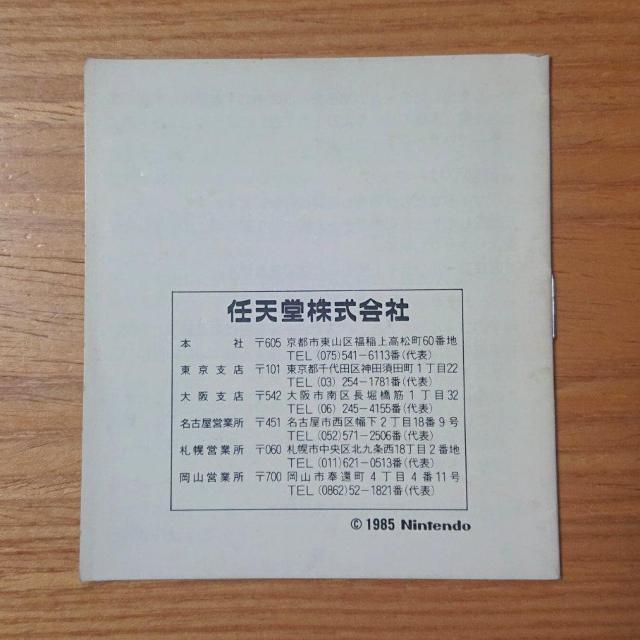 任天堂株式会社
本 社 〒605 京都市東山区福稲上高松町60番地
TEL (075)541-6113番(代表)
東京支店 〒101 東京都千代田区神田須田町1丁目22
TEL (03) 254-1781番(代表)
大阪支店 〒542 大阪市南区長堀橋筋1丁目32
TEL (06) 245-4155番(代表)
名古屋営業所 〒451 名古屋市西区幅下2丁目18番9号
TEL (052)571-2506番(代表)
札幌営業所 〒060 札幌市中央区北九条西18丁目2番地
TEL (011)621-0513番(代表)
岡山営業所 〒700 岡山市奉還町4丁目4番11号
TEL (0862)52-1821番(代表)
© 1985 Nintendo